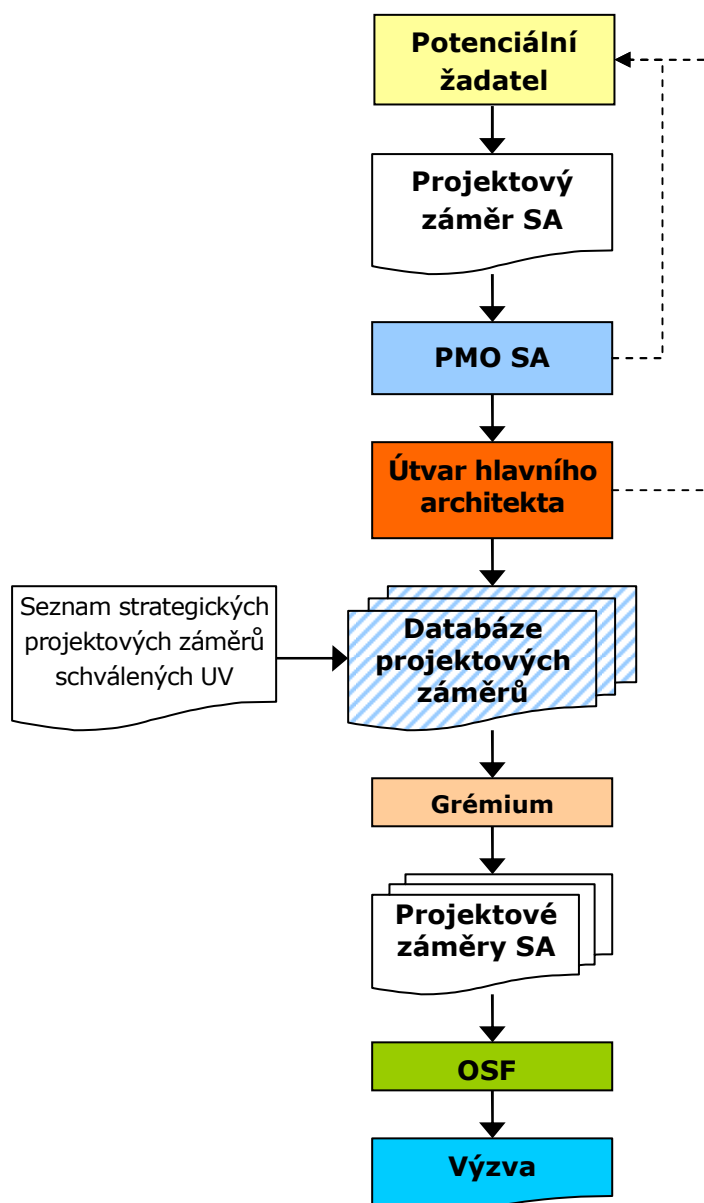 Potenciální
žadatel
Projektový
záměr SA
PMO SA
Útvar hlavního
architekta
Seznam strategických
projektových záměrů
schválených UV
Databáze
projektových
záměrů
Grémium
Projektové
záměry SA
OSF
Výzva